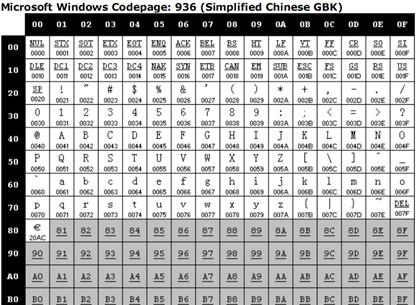 Microsoft Windows Codepage: 936 (Simplified Chinese GBK)
00 01 02 03 04 05 06 07 08 09 0A 0B 0C 0D 0E 0F
00 NUL STX SOT ETX EOT ENQ ACK BEL BS HT LF VT FF CR SO SI
0000 0001 0002 0003 0004 0005 0006 0007 0008 0009 000A 000B 000C 000D 000E 000F
10 DLE DC1 DC2 DC3 DC4 NAK SYN ETB CAN EM SUB ESC FS GS RS US
0010 0011 0012 0013 0014 0015 0016 0017 0018 0019 001A 001B 001C 001D 001E 001F
20 SP ! " # $ % & ' ( ) * + , - . /
0020 0021 0022 0023 0024 0025 0026 0027 0028 0029 002A 002B 002C 002D 002E 002F
30 0 1 2 3 4 5 6 7 8 9 : ; < = > ?
0030 0031 0032 0033 0034 0035 0036 0037 0038 0039 003A 003B 003C 003D 003E 003F
40 @ A B C D E F G H I J K L M N O
0040 0041 0042 0043 0044 0045 0046 0047 0048 0049 004A 004B 004C 004D 004E 004F
50 P Q R S T U V W X Y Z [ \ ] ^ _
0050 0051 0052 0053 0054 0055 0056 0057 0058 0059 005A 005B 005C 005D 005E 005F
60 ` a b c d e f g h i j k l m n o
0060 0061 0062 0063 0064 0065 0066 0067 0068 0069 006A 006B 006C 006D 006E 006F
70 p q r s t u v w x y z { | } ~ DEL
0070 0071 0072 0073 0074 0075 0076 0077 0078 0079 007A 007B 007C 007D 007E 007F
80 € 81 82 83 84 85 86 87 88 89 8A 8B 8C 8D 8E 8F
20AC
90 90 91 92 93 94 95 96 97 98 99 9A 9B 9C 9D 9E 9F
A0 A0 A1 A2 A3 A4 A5 A6 A7 A8 A9 AA AB AC AD AE AF
B0 B0 B1 B2 B3 B4 B5 B6 B7 B8 B9 BA BB BC BD BE BF